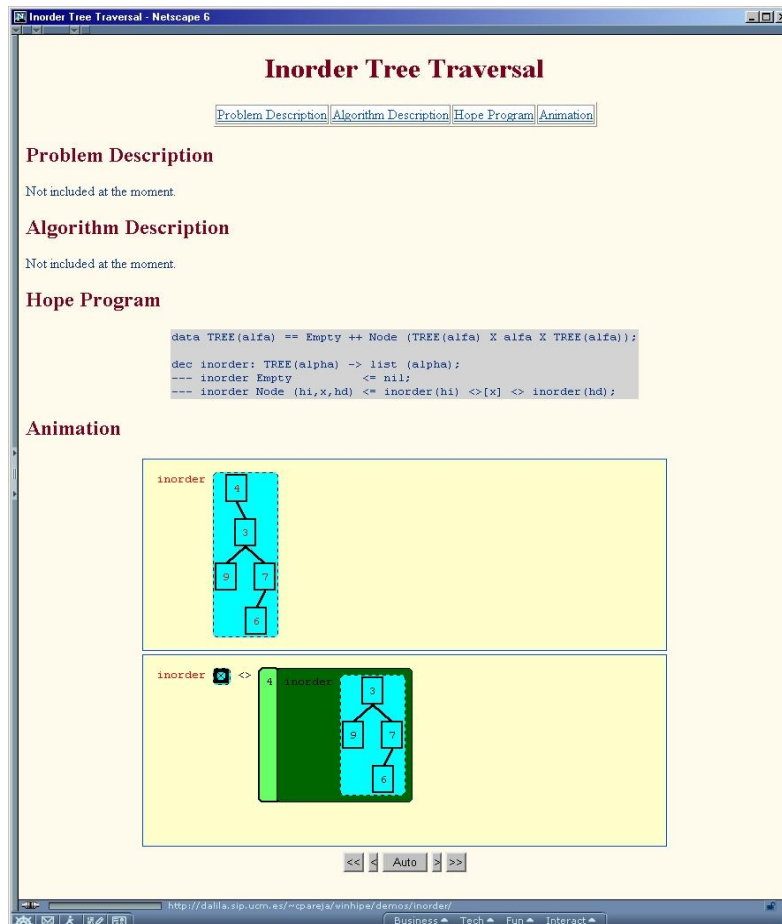 Inorder Tree Traversal - Netscape 6
Inorder Tree Traversal
Problem Description Algorithm Description Hope Program Animation
Problem Description
Not included at the moment.
Algorithm Description
Not included at the moment.
Hope Program
data TREE(alfa) == Empty ++ Node (TREE(alfa) X alfa X TREE(alfa));
dec inorder: TREE(alpha) -> list (alpha);
--- inorder Empty <= nil;
--- inorder Node (hi,x,hd) <= inorder(hi) <>[x] <> inorder(hd);
Animation
inorder 4
3
9 7
6
inorder <> 4 inorder 3
9 7
6
<< < Auto > >>
http://dalila.sip.ucm.es/~cpareja/winhipe/demos/inorder/
Business Tech Fun Interact